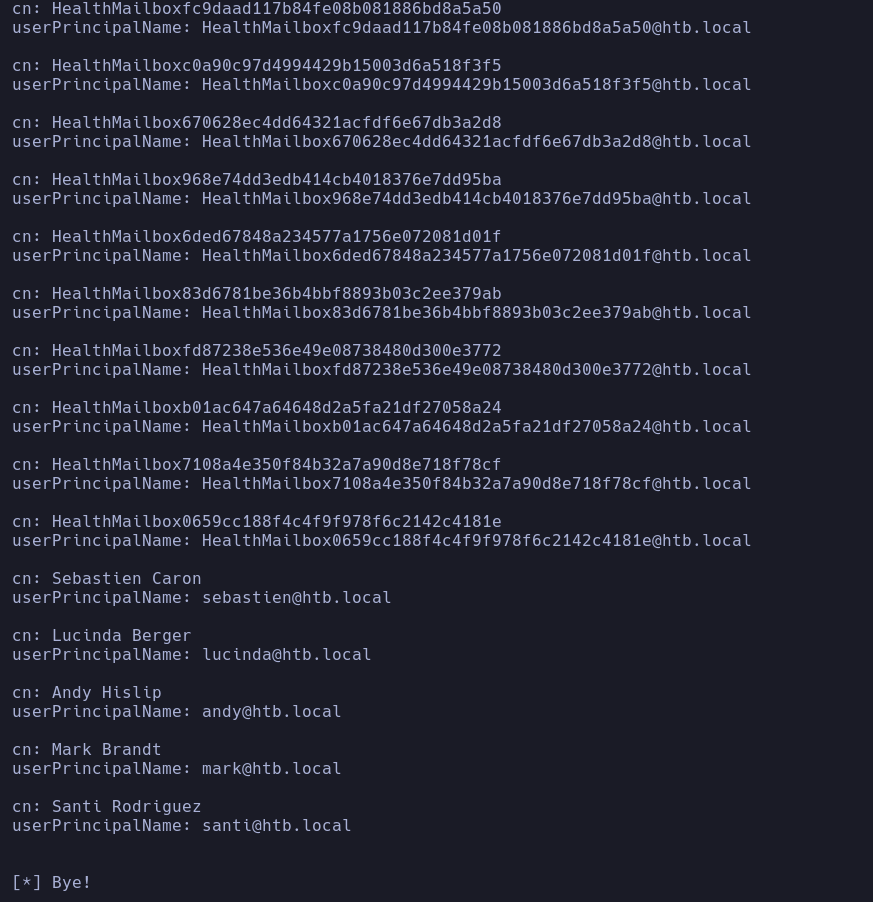 cn: HealthMailboxfc9daad117b84fe08b081886bd8a5a50
userPrincipalName: HealthMailboxfc9daad117b84fe08b081886bd8a5a50@htb.local
cn: HealthMailboxc0a90c97d4994429b15003d6a518f3f5
userPrincipalName: HealthMailboxc0a90c97d4994429b15003d6a518f3f5@htb.local
cn: HealthMailbox670628ec4dd64321acfdf6e67db3a2d8
userPrincipalName: HealthMailbox670628ec4dd64321acfdf6e67db3a2d8@htb.local
cn: HealthMailbox968e74dd3edb414cb4018376e7dd95ba
userPrincipalName: HealthMailbox968e74dd3edb414cb4018376e7dd95ba@htb.local
cn: HealthMailbox6ded67848a234577a1756e072081d01f
userPrincipalName: HealthMailbox6ded67848a234577a1756e072081d01f@htb.local
cn: HealthMailbox83d6781be36b4bbf8893b03c2ee379ab
userPrincipalName: HealthMailbox83d6781be36b4bbf8893b03c2ee379ab@htb.local
cn: HealthMailboxfd87238e536e49e08738480d300e3772
userPrincipalName: HealthMailboxfd87238e536e49e08738480d300e3772@htb.local
cn: HealthMailboxb01ac647a64648d2a5fa21df27058a24
userPrincipalName: HealthMailboxb01ac647a64648d2a5fa21df27058a24@htb.local
cn: HealthMailbox7108a4e350f84b32a7a90d8e718f78cf
userPrincipalName: HealthMailbox7108a4e350f84b32a7a90d8e718f78cf@htb.local
cn: HealthMailbox0659cc188f4c4f9f978f6c2142c4181e
userPrincipalName: HealthMailbox0659cc188f4c4f9f978f6c2142c4181e@htb.local
cn: Sebastien Caron
userPrincipalName: sebastien@htb.local
cn: Lucinda Berger
userPrincipalName: lucinda@htb.local
cn: Andy Hislip
userPrincipalName: andy@htb.local
cn: Mark Brandt
userPrincipalName: mark@htb.local
cn: Santi Rodriguez
userPrincipalName: santi@htb.local
[*] Bye!